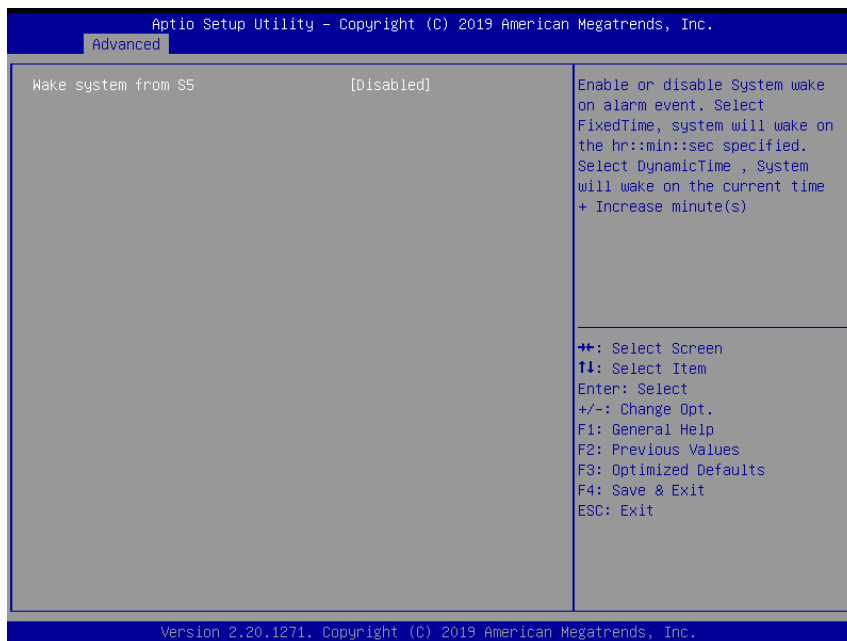 Aptio Setup Utility – Copyright (C) 2019 American Megatrends, Inc.
Advanced
Wake system from S5 [Disabled]
Enable or disable System wake
on alarm event. Select
FixedTime, system will wake on
the hr::min::sec specified.
Select DynamicTime , System
will wake on the current time
+ Increase minute(s)
→←: Select Screen
↑↓: Select Item
Enter: Select
+/-: Change Opt.
F1: General Help
F2: Previous Values
F3: Optimized Defaults
F4: Save & Exit
ESC: Exit
Version 2.20.1271. Copyright (C) 2019 American Megatrends, Inc.